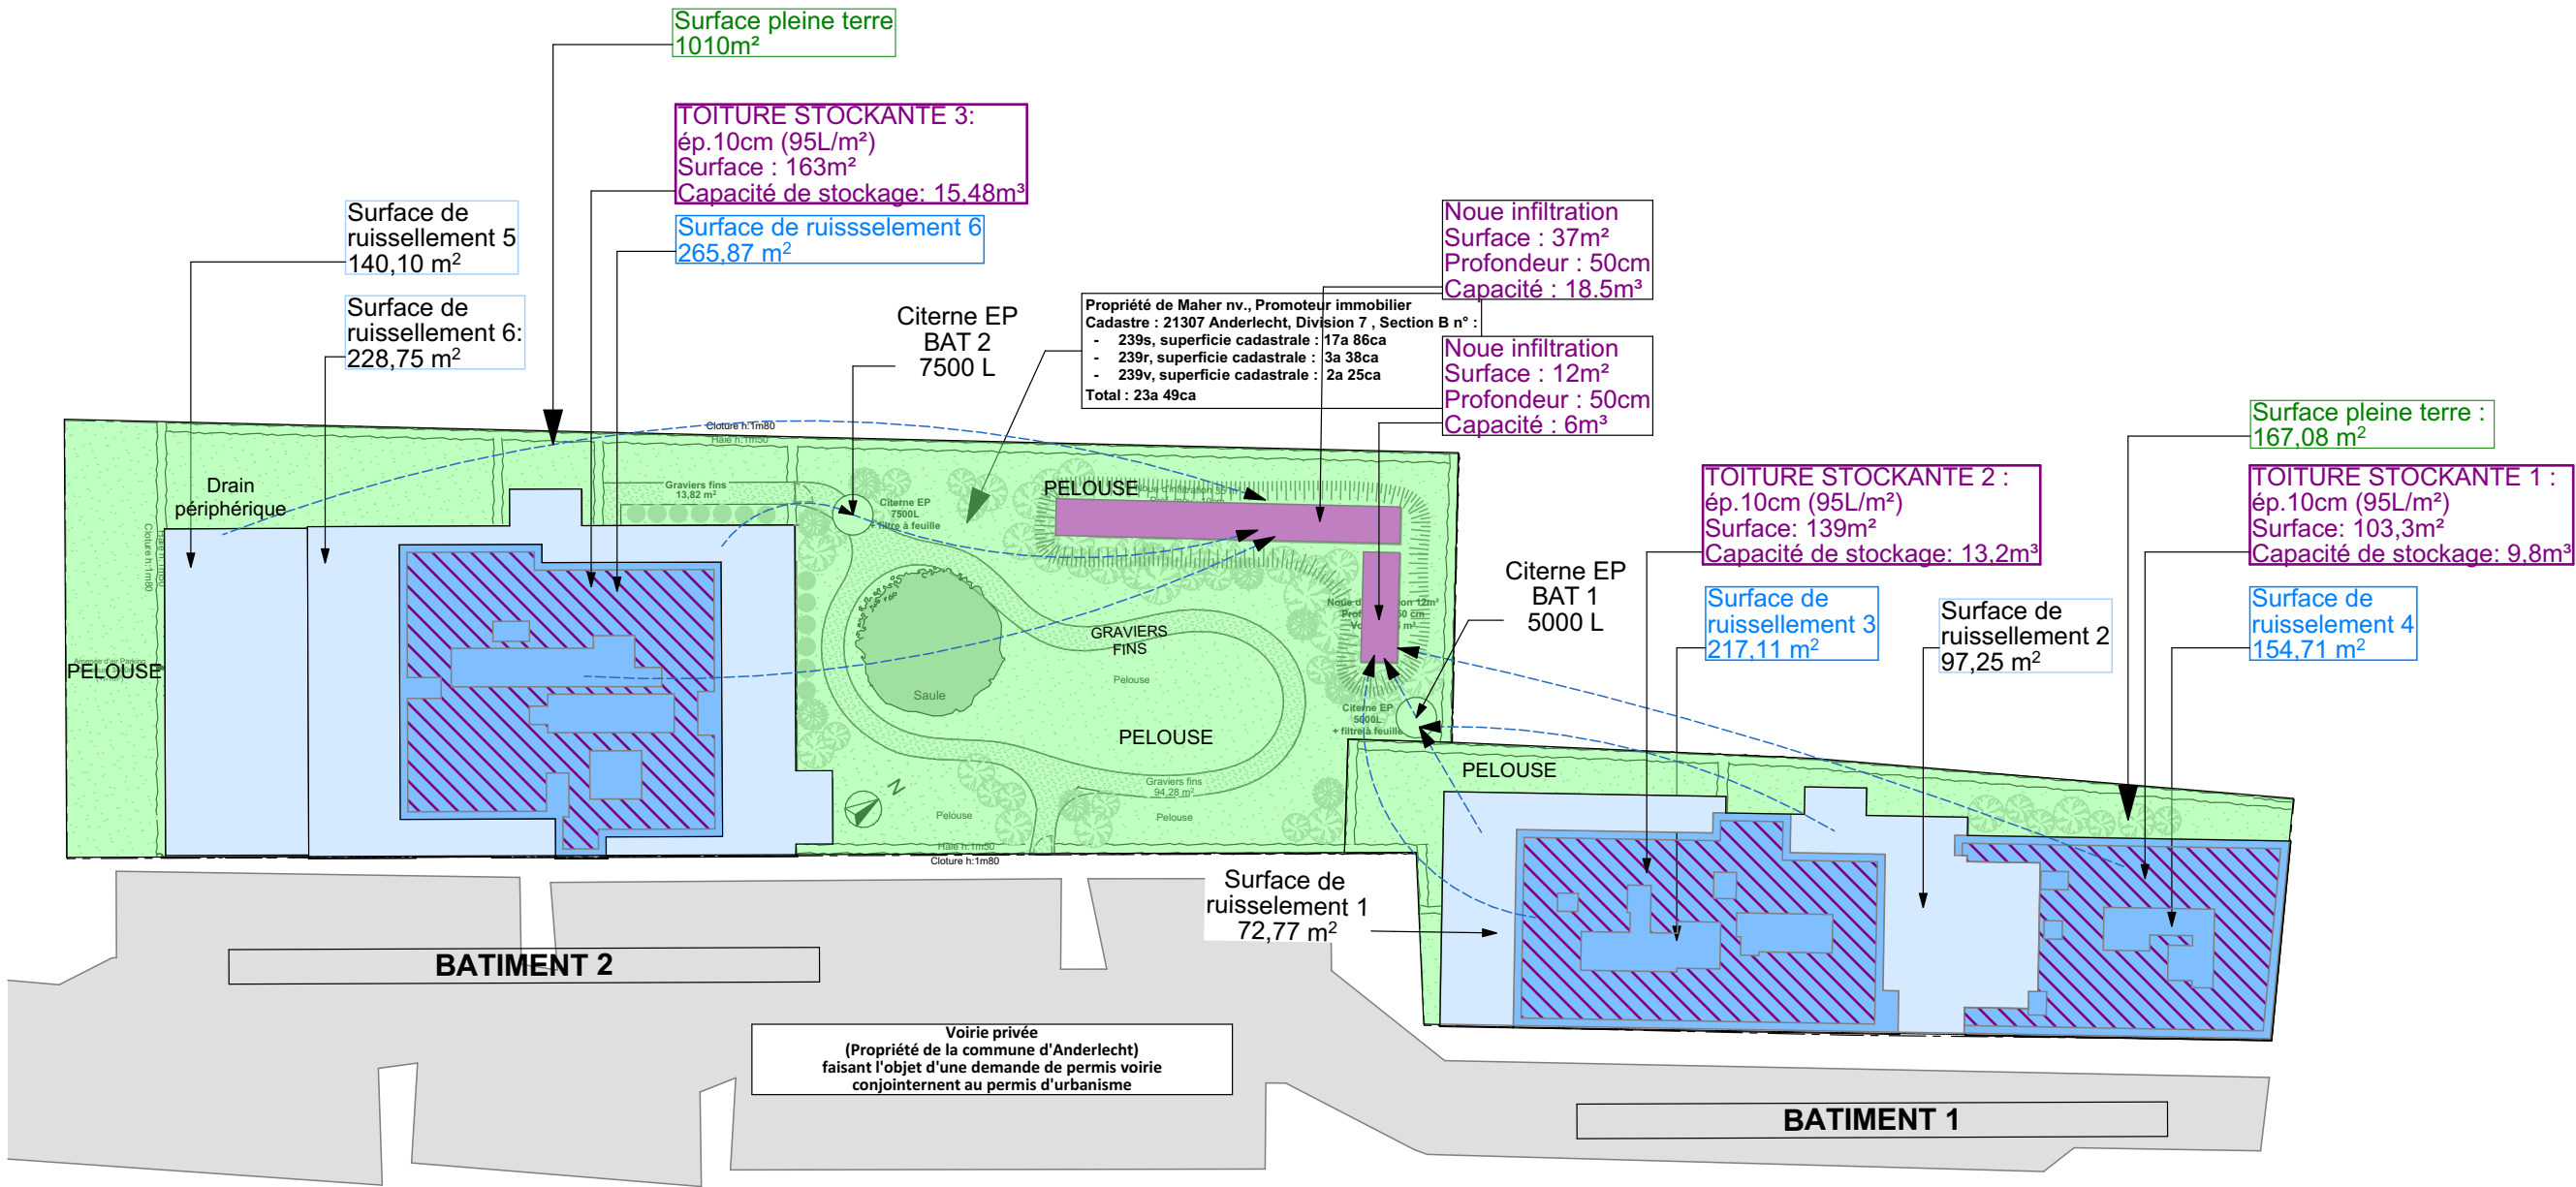 Surface pleine terre
1010m²
TOITURE STOCKANTE 3:
ép.10cm (95L/m²)
Surface : 163m²
Capacité de stockage: 15,48m³
Surface de ruissselement 6
265,87 m²
Surface de
ruissellement 5
140,10 m²
Surface de
ruissellement 6:
228,75 m²
Citerne EP
BAT 2
7500 L
Propriété de Maher nv., Promoteur immobilier
Cadastre : 21307 Anderlecht, Division 7 , Section B n° :
- 239s, superficie cadastrale : 17a 86ca
- 239r, superficie cadastrale : 3a 38ca
- 239v, superficie cadastrale : 2a 25ca
Total : 23a 49ca
Noue infiltration
Surface : 37m²
Profondeur : 50cm
Capacité : 18.5m³
Noue infiltration
Surface : 12m²
Profondeur : 50cm
Capacité : 6m³
Surface pleine terre :
167,08 m²
TOITURE STOCKANTE 2 :
ép.10cm (95L/m²)
Surface: 139m²
Capacité de stockage: 13,2m³
TOITURE STOCKANTE 1 :
ép.10cm (95L/m²)
Surface: 103,3m²
Capacité de stockage: 9,8m³
Surface de
ruissellement 3
217,11 m²
Surface de
ruissellement 2
97,25 m²
Surface de
ruisselement 4
154,71 m²
Citerne EP
BAT 1
5000 L
Cloture h:1m80
Haie h:1m50
Drain
périphérique
Graviers fins
13,82 m²
Citerne EP
7500L
+ filtre à feuille
PELOUSE
Cloture h:1m80
Haie h:1m50
PELOUSE
Saule
GRAVIERS
FINS
Pelouse
PELOUSE
Graviers fins
94,28 m²
Pelouse
Pelouse
N
Citerne EP
5000L
+ filtre à feuille
PELOUSE
Haie h:1m50
Cloture h:1m80
Surface de
ruisselement 1
72,77 m²
BATIMENT 2
Voirie privée
(Propriété de la commune d'Anderlecht)
faisant l'objet d'une demande de permis voirie
conjointernent au permis d'urbanisme
BATIMENT 1